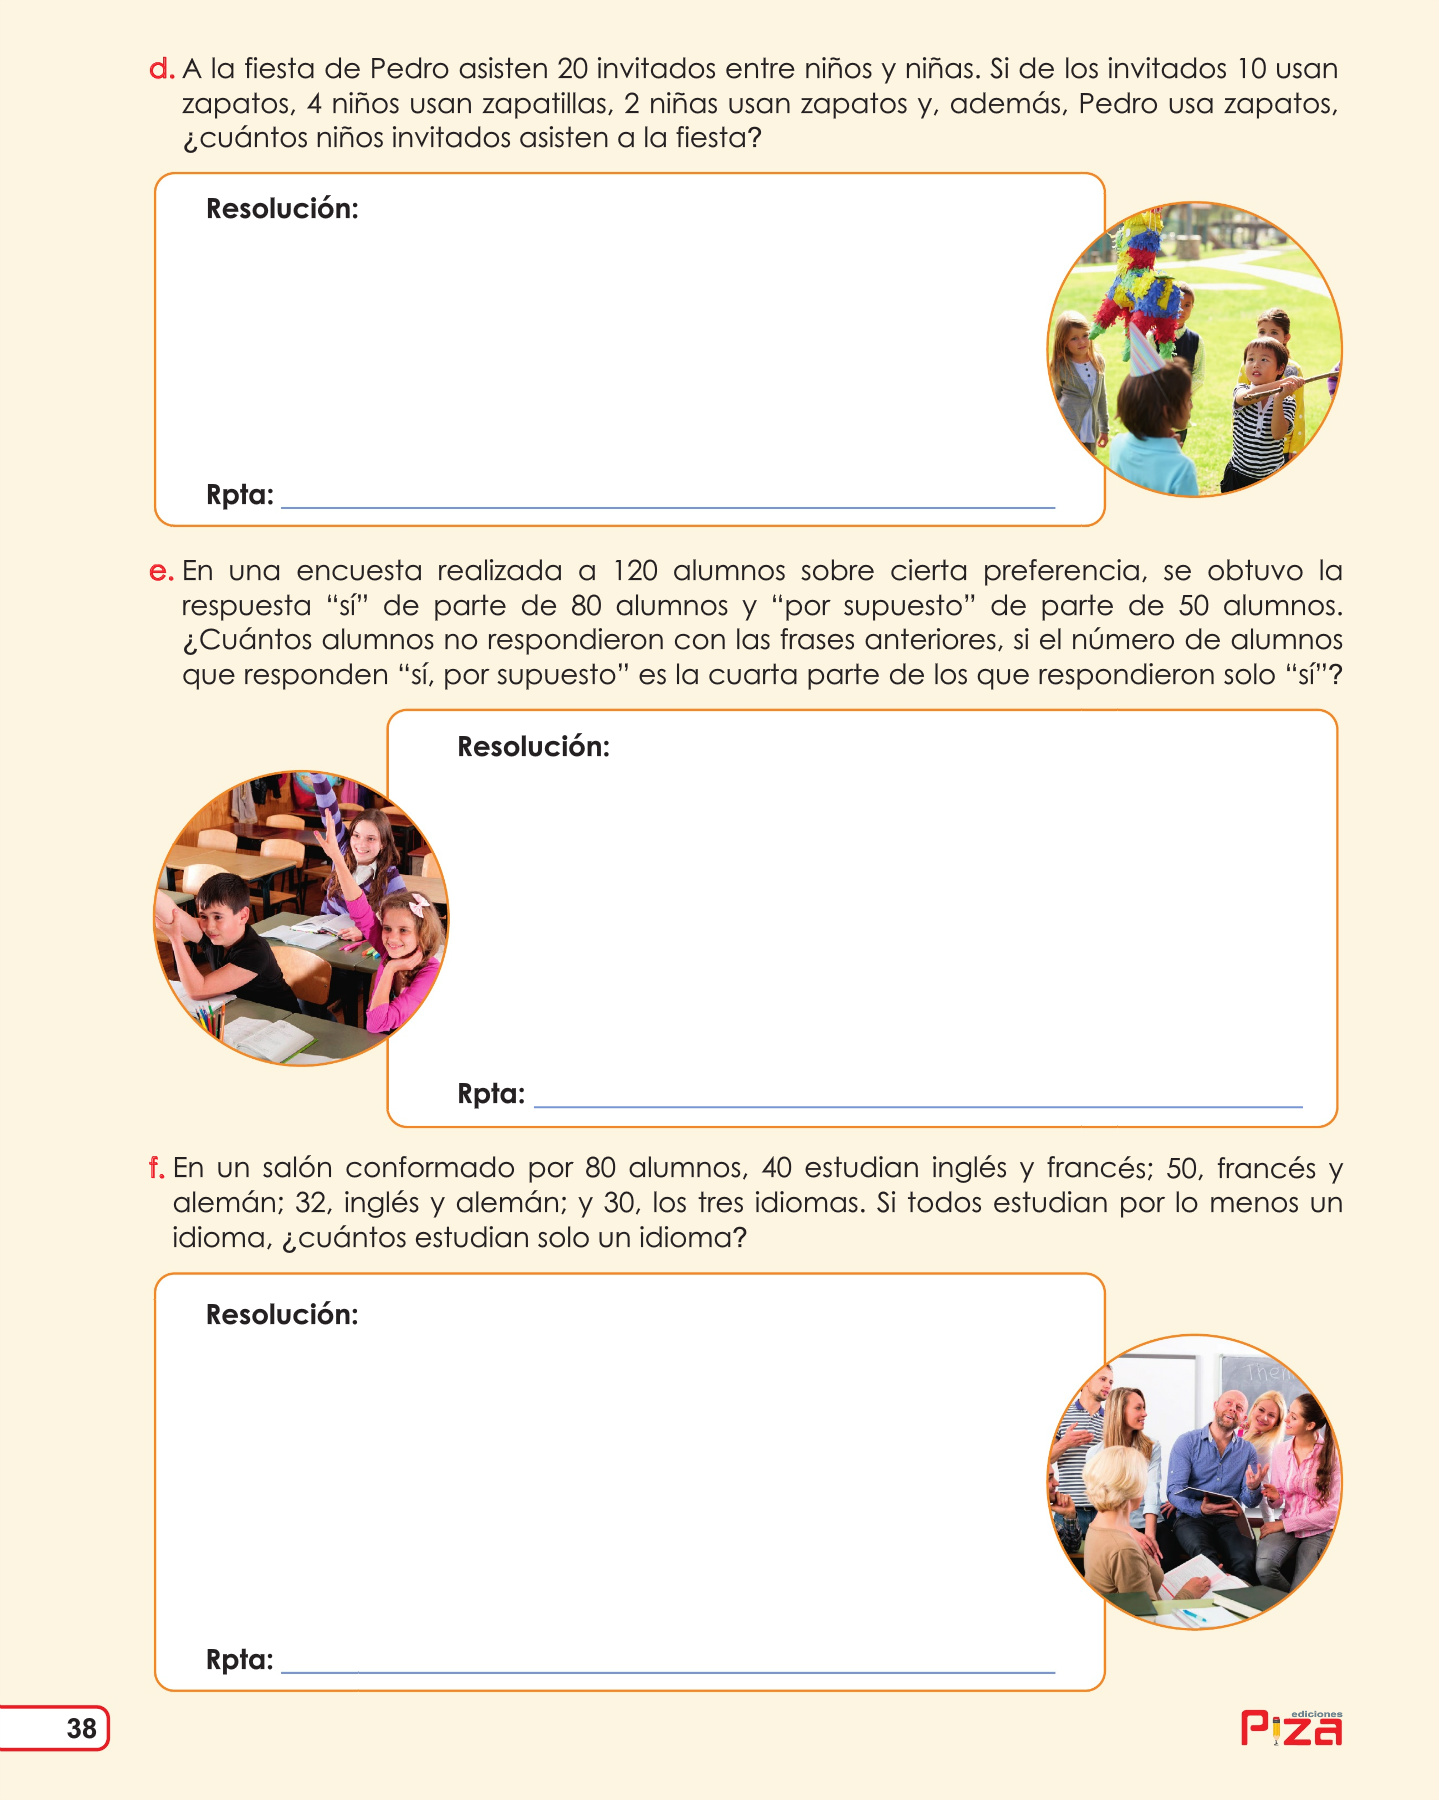 d. A la fiesta de Pedro asisten 20 invitados entre niños y niñas. Si de los invitados 10 usan
zapatos, 4 niños usan zapatillas, 2 niñas usan zapatos y, además, Pedro usa zapatos,
¿cuántos niños invitados asisten a la fiesta?
Resolución:
Rpta:
e. En una encuesta realizada a 120 alumnos sobre cierta preferencia, se obtuvo la
respuesta “sí” de parte de 80 alumnos y “por supuesto” de parte de 50 alumnos.
¿Cuántos alumnos no respondieron con las frases anteriores, si el número de alumnos
que responden “sí, por supuesto” es la cuarta parte de los que respondieron solo “sí”?
Resolución:
Rpta:
f. En un salón conformado por 80 alumnos, 40 estudian inglés y francés; 50, francés y
alemán; 32, inglés y alemán; y 30, los tres idiomas. Si todos estudian por lo menos un
idioma, ¿cuántos estudian solo un idioma?
Resolución:
Rpta:
38
ediciones
Piza